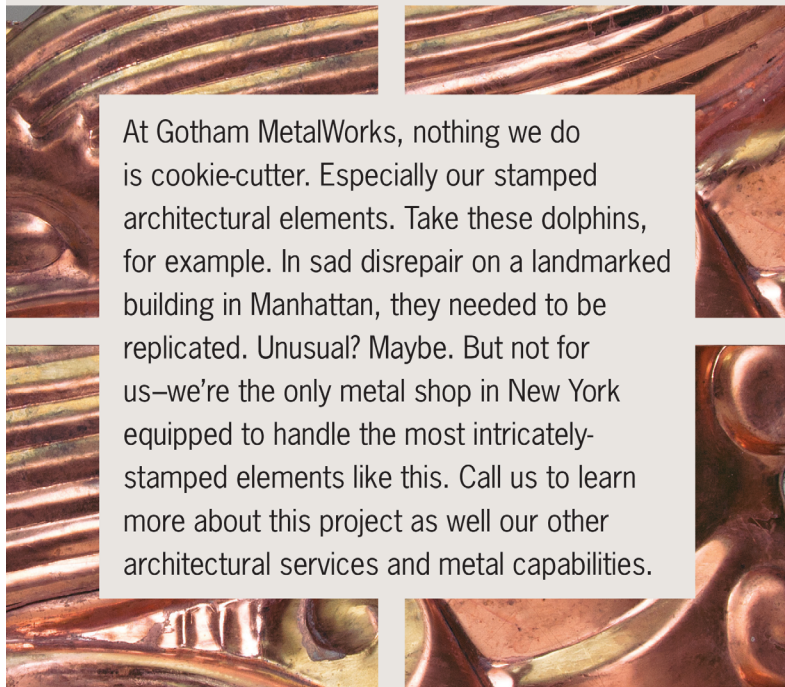 At Gotham MetalWorks, nothing we do
is cookie-cutter. Especially our stamped
architectural elements. Take these dolphins,
for example. In sad disrepair on a landmarked
building in Manhattan, they needed to be
replicated. Unusual? Maybe. But not for
us–we’re the only metal shop in New York
equipped to handle the most intricately-
stamped elements like this. Call us to learn
more about this project as well our other
architectural services and metal capabilities.